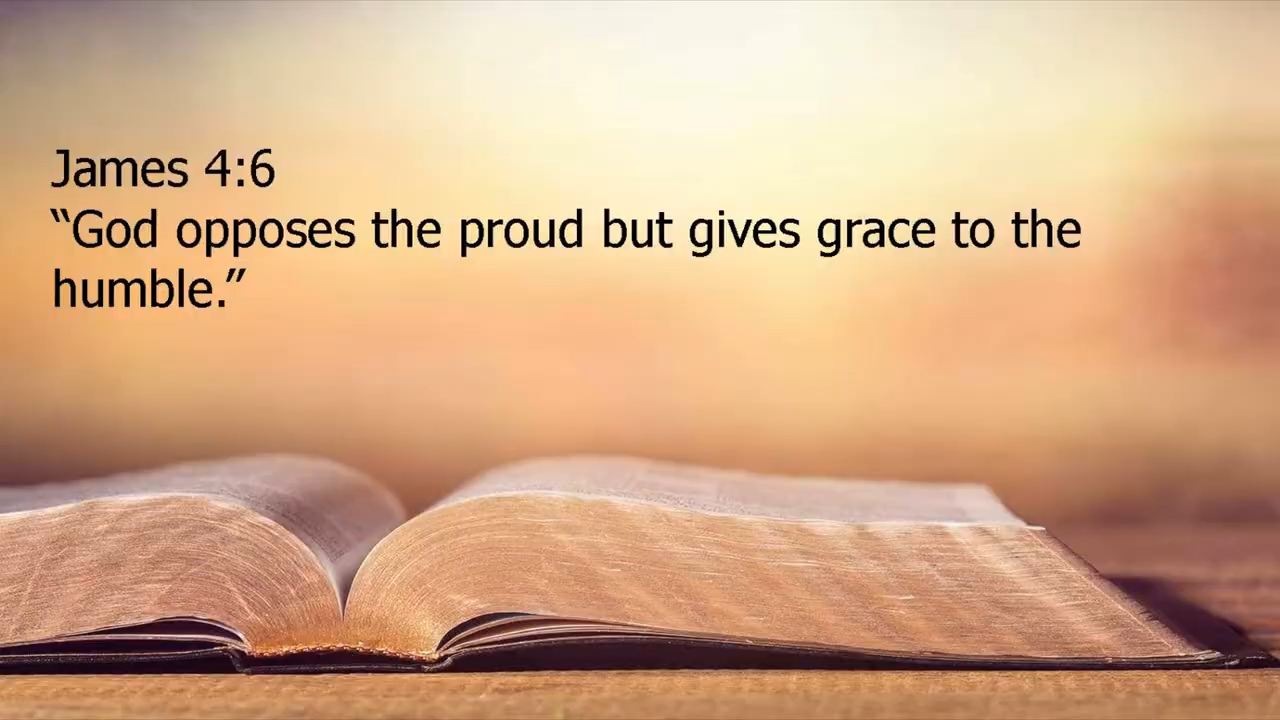 James 4:6
“God opposes the proud but gives grace to the
humble.”